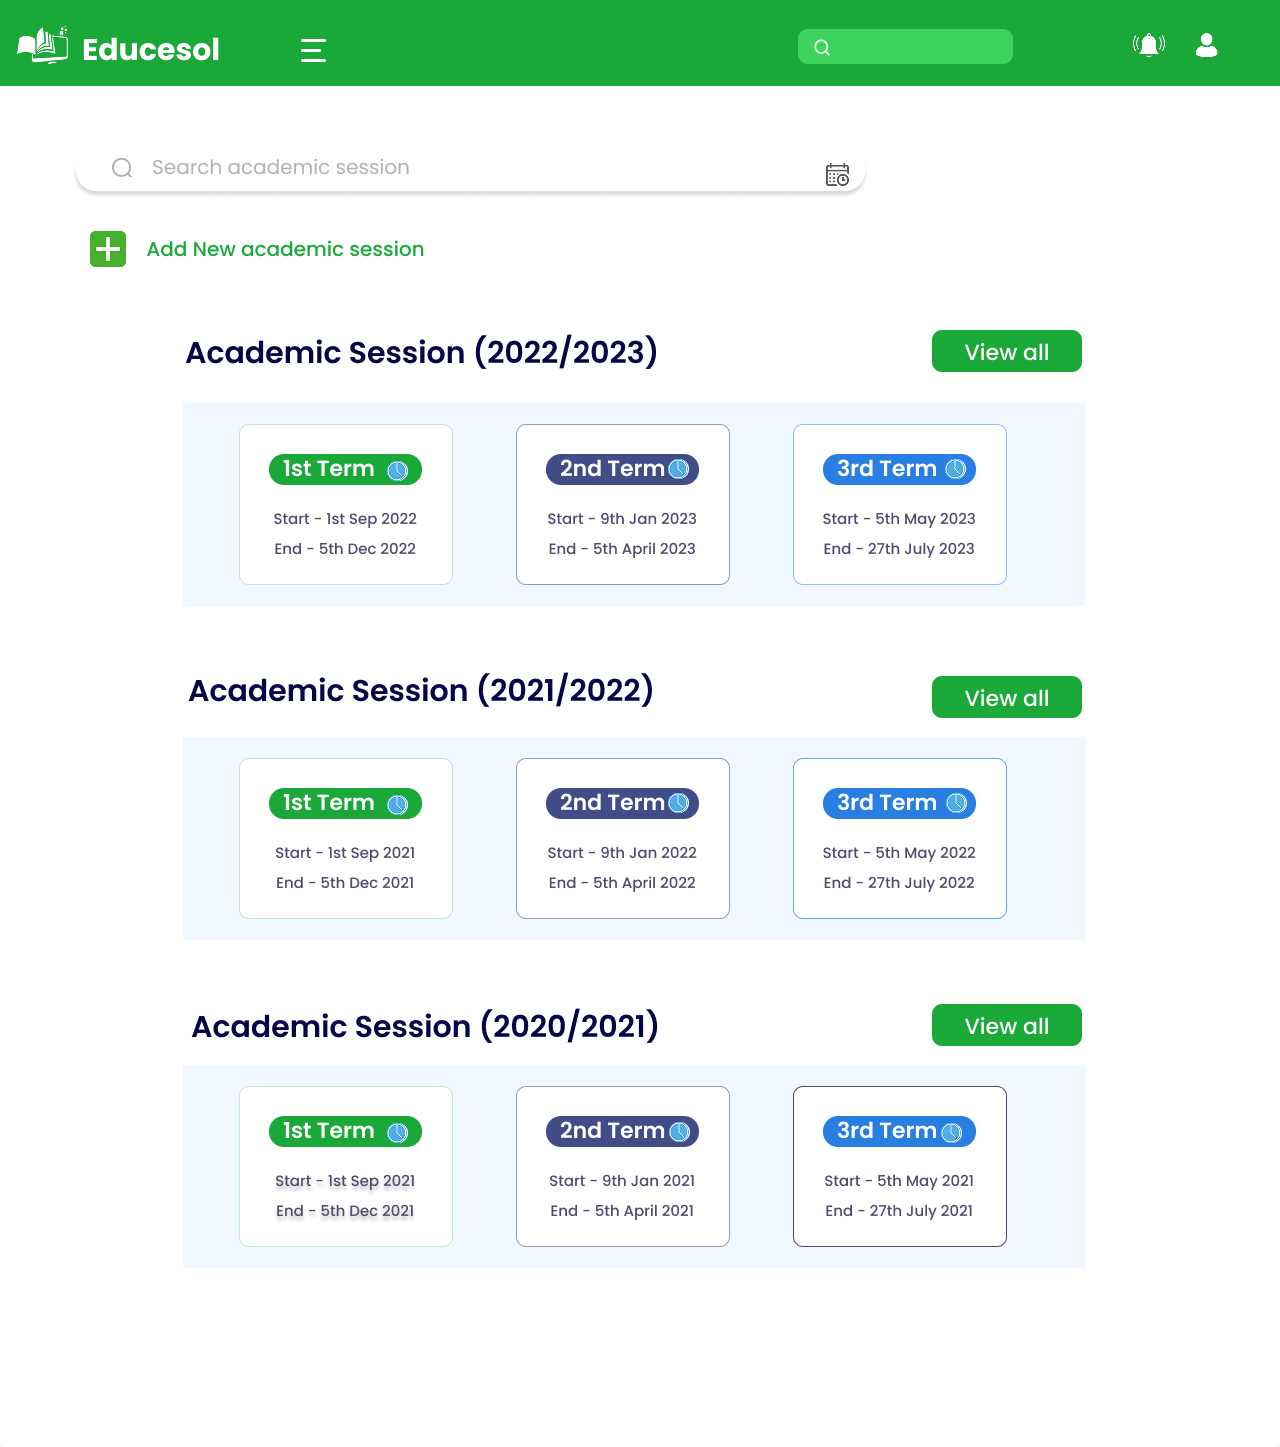 Educesol
Search academic session
Add New academic session
Academic Session (2022/2023)
View all
1st Term
2nd Term
3rd Term
Start - 1st Sep 2022
Start - 9th Jan 2023
Start - 5th May 2023
End - 5th Dec 2022
End - 5th April 2023
End - 27th July 2023
Academic Session (2021/2022)
View all
1st Term
2nd Term
3rd Term
Start - 1st Sep 2021
Start - 9th Jan 2022
Start - 5th May 2022
End - 5th Dec 2021
End - 5th April 2022
End - 27th July 2022
Academic Session (2020/2021)
View all
1st Term
2nd Term
3rd Term
Start - 1st Sep 2021
Start - 9th Jan 2021
Start - 5th May 2021
End - 5th Dec 2021
End - 5th April 2021
End - 27th July 2021